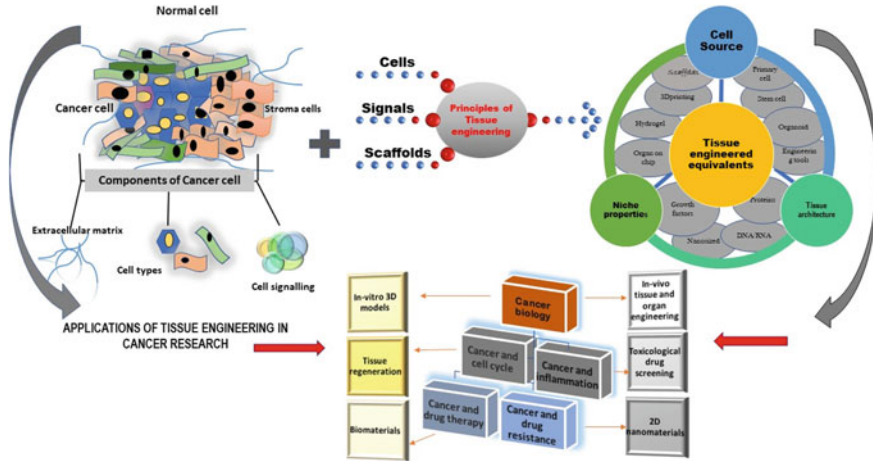 Normal cell
Cancer cell
Stroma cells
Components of Cancer cell
Extracellular matrix
Cell types
Cell signalling
Cells
Signals
Scaffolds
Principles of
Tissue
engineering
Cell
Source
3Dprinting
Hydrogel
Organ on
chip
Primary
cell
Stem cell
Organoid
Engineerin
g tools
Tissue
engineered
equivalents
Niche
properties
Tissue
architecture
Growth
factors
Proteins
Nanosized
DNA/RNA
APPLICATIONS OF TISSUE ENGINEERING IN
CANCER RESEARCH
In-vitro 3D
models
Tissue
regeneration
Biomaterials
Cancer
biology
Cancer and
cell cycle
Cancer and
inflammation
Cancer and
drug therapy
Cancer
and drug
resistance
In-vivo
tissue and
organ
engineering
Toxicological
drug
screening
2D
nanomaterials